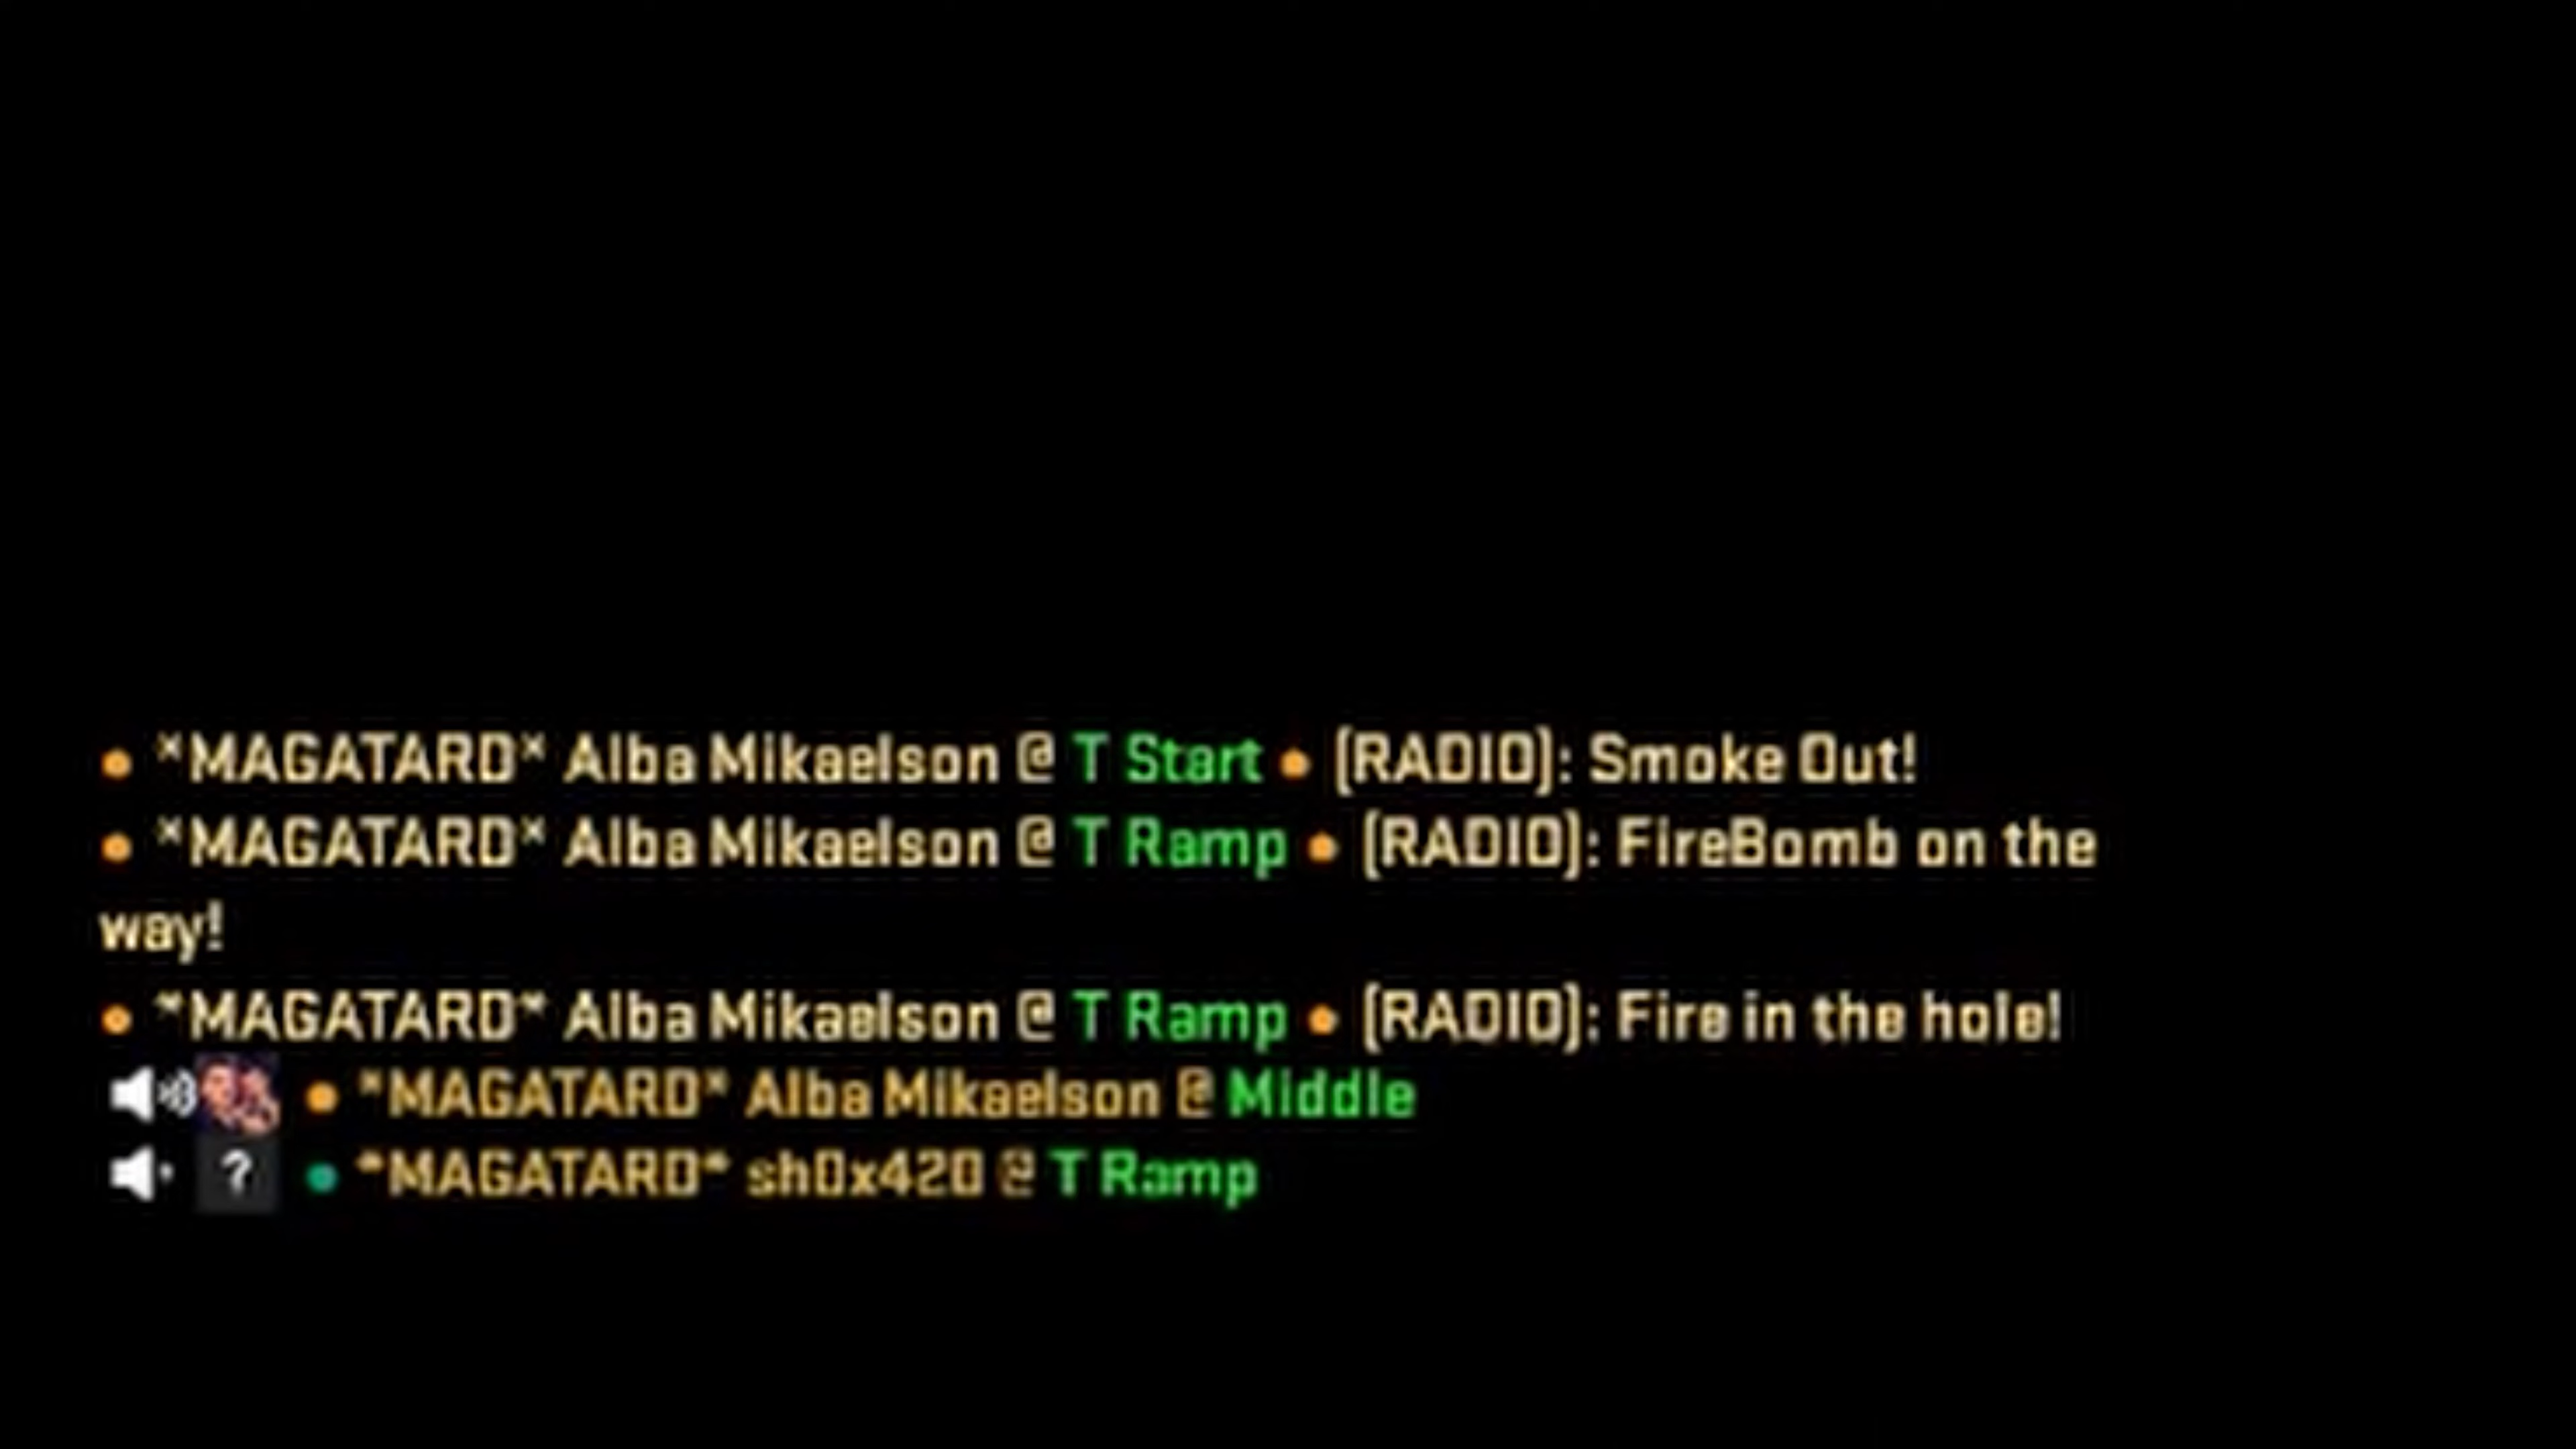 • *MAGATARD* Alba Mikaelson @ T Start • (RADIO): Smoke Out!
• *MAGATARD* Alba Mikaelson @ T Ramp • (RADIO): FireBomb on the
way!
• *MAGATARD* Alba Mikaelson @ T Ramp • (RADIO): Fire in the hole!
• *MAGATARD* Alba Mikaelson @ Middle
? • *MAGATARD* sh0x420 @ T Ramp